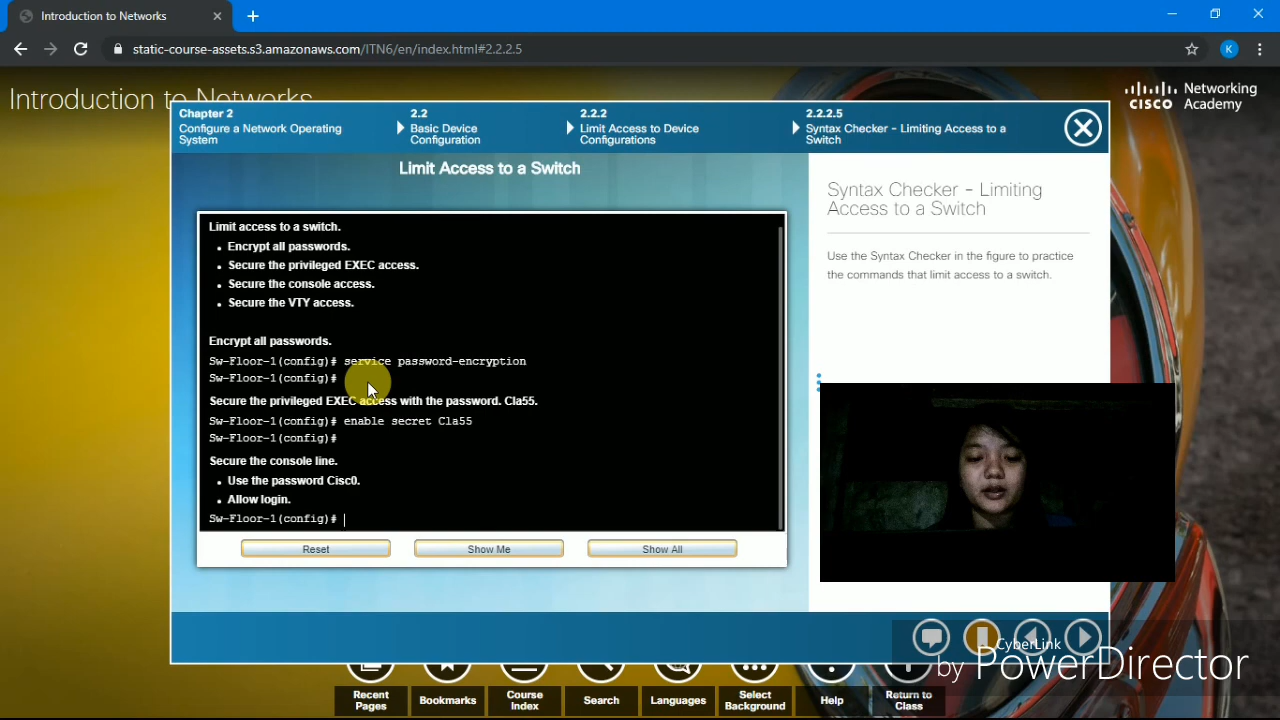 Introduction to Networks
static-course-assets.s3.amazonaws.com/ITN6/en/index.html#2.2.2.5
K
Introduction to Networks
CISCO
Networking
Academy
Chapter 2
Configure a Network Operating
System
2.2
Basic Device
Configuration
2.2.2
Limit Access to Device
Configurations
2.2.2.5
Syntax Checker - Limiting Access to a
Switch
Limit Access to a Switch
Limit access to a switch.
Encrypt all passwords.
Secure the privileged EXEC access.
Secure the console access.
Secure the VTY access.
Encrypt all passwords.
Sw-Floor-1(config)# service password-encryption
Sw-Floor-1(config)#
Secure the privileged EXEC access with the password. Cla55.
Sw-Floor-1(config)# enable secret Cla55
Sw-Floor-1(config)#
Secure the console line.
Use the password Cisc0.
Allow login.
Sw-Floor-1(config)#
Reset
Show Me
Show All
Syntax Checker - Limiting
Access to a Switch
Use the Syntax Checker in the figure to practice
the commands that limit access to a switch.
CyberLink
by PowerDirector
Recent
Pages
Bookmarks
Course
Index
Search
Languages
Select
Background
Help
Return to
Class